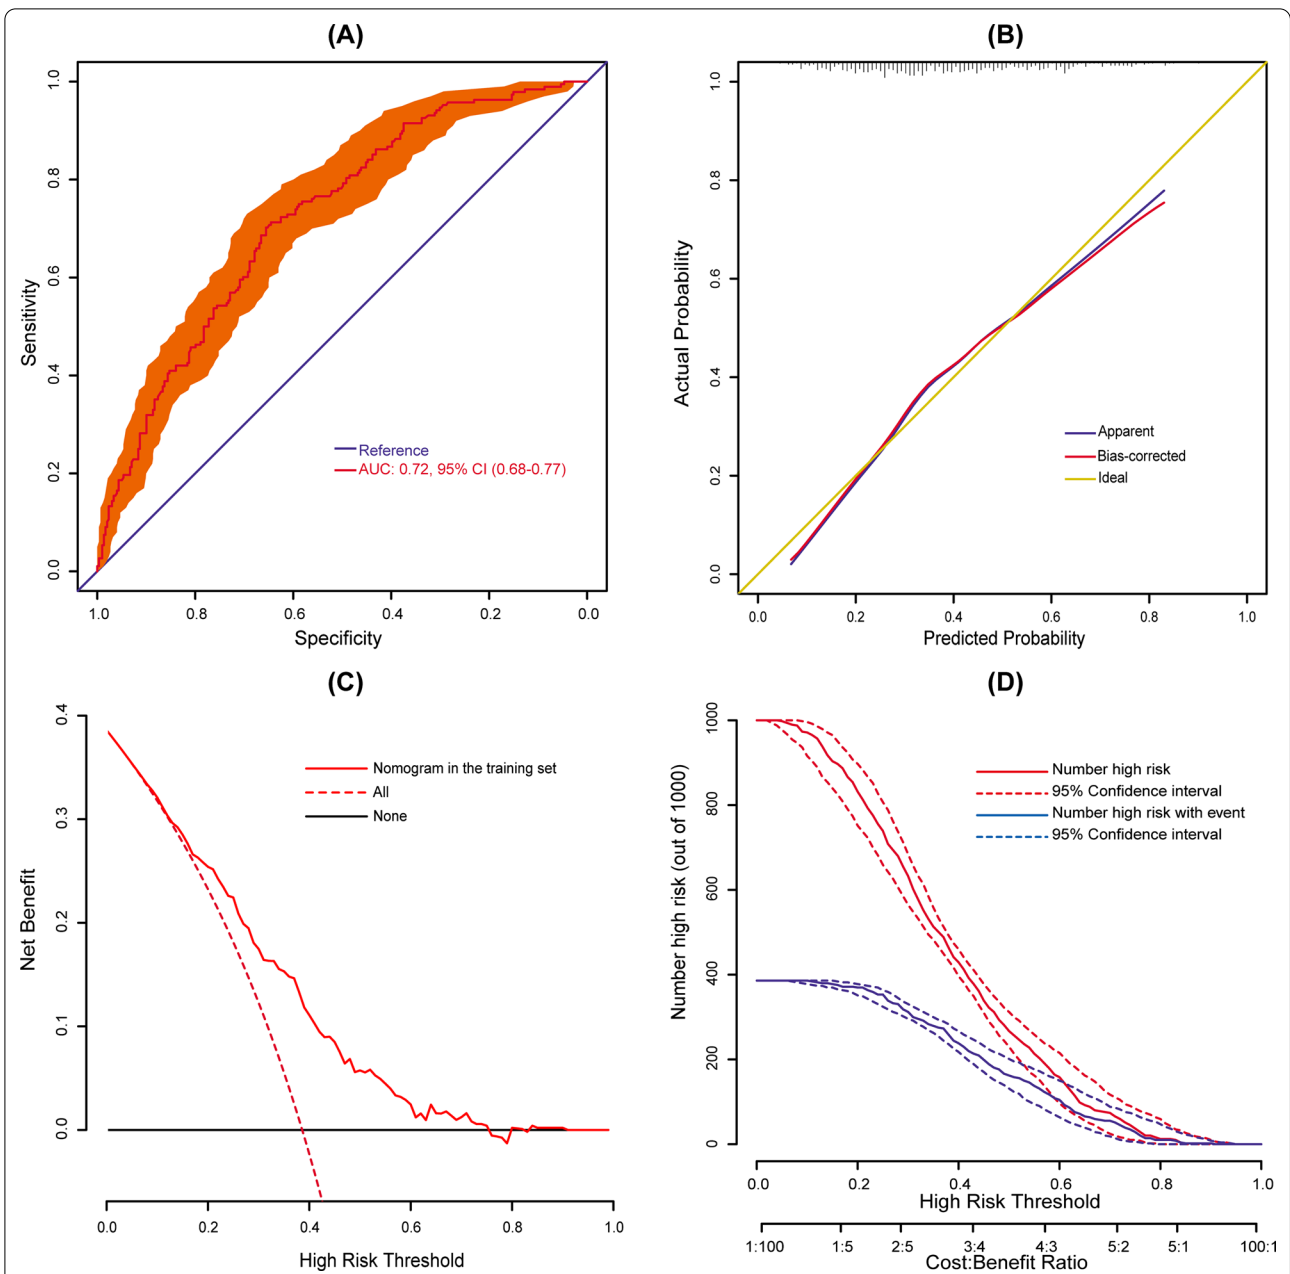 (A)
1.0
0.8
0.6
0.4
0.2
0.0
Sensitivity
Reference
AUC: 0.72, 95% CI (0.68-0.77)
1.0
0.8
0.6
0.4
0.2
0.0
Specificity
(B)
1.0
0.8
0.6
0.4
0.2
0.0
Actual Probability
Apparent
Bias-corrected
Ideal
0.0
0.2
0.4
0.6
0.8
1.0
Predicted Probability
(C)
0.4
0.3
0.2
0.1
0.0
Net Benefit
Nomogram in the training set
All
None
0.0
0.2
0.4
0.6
0.8
1.0
High Risk Threshold
(D)
1000
800
600
400
200
0
Number high risk (out of 1000)
Number high risk
95% Confidence interval
Number high risk with event
95% Confidence interval
0.0
0.2
0.4
0.6
0.8
1.0
High Risk Threshold
1:100
1:5
2:5
3:4
4:3
5:2
5:1
100:1
Cost:Benefit Ratio